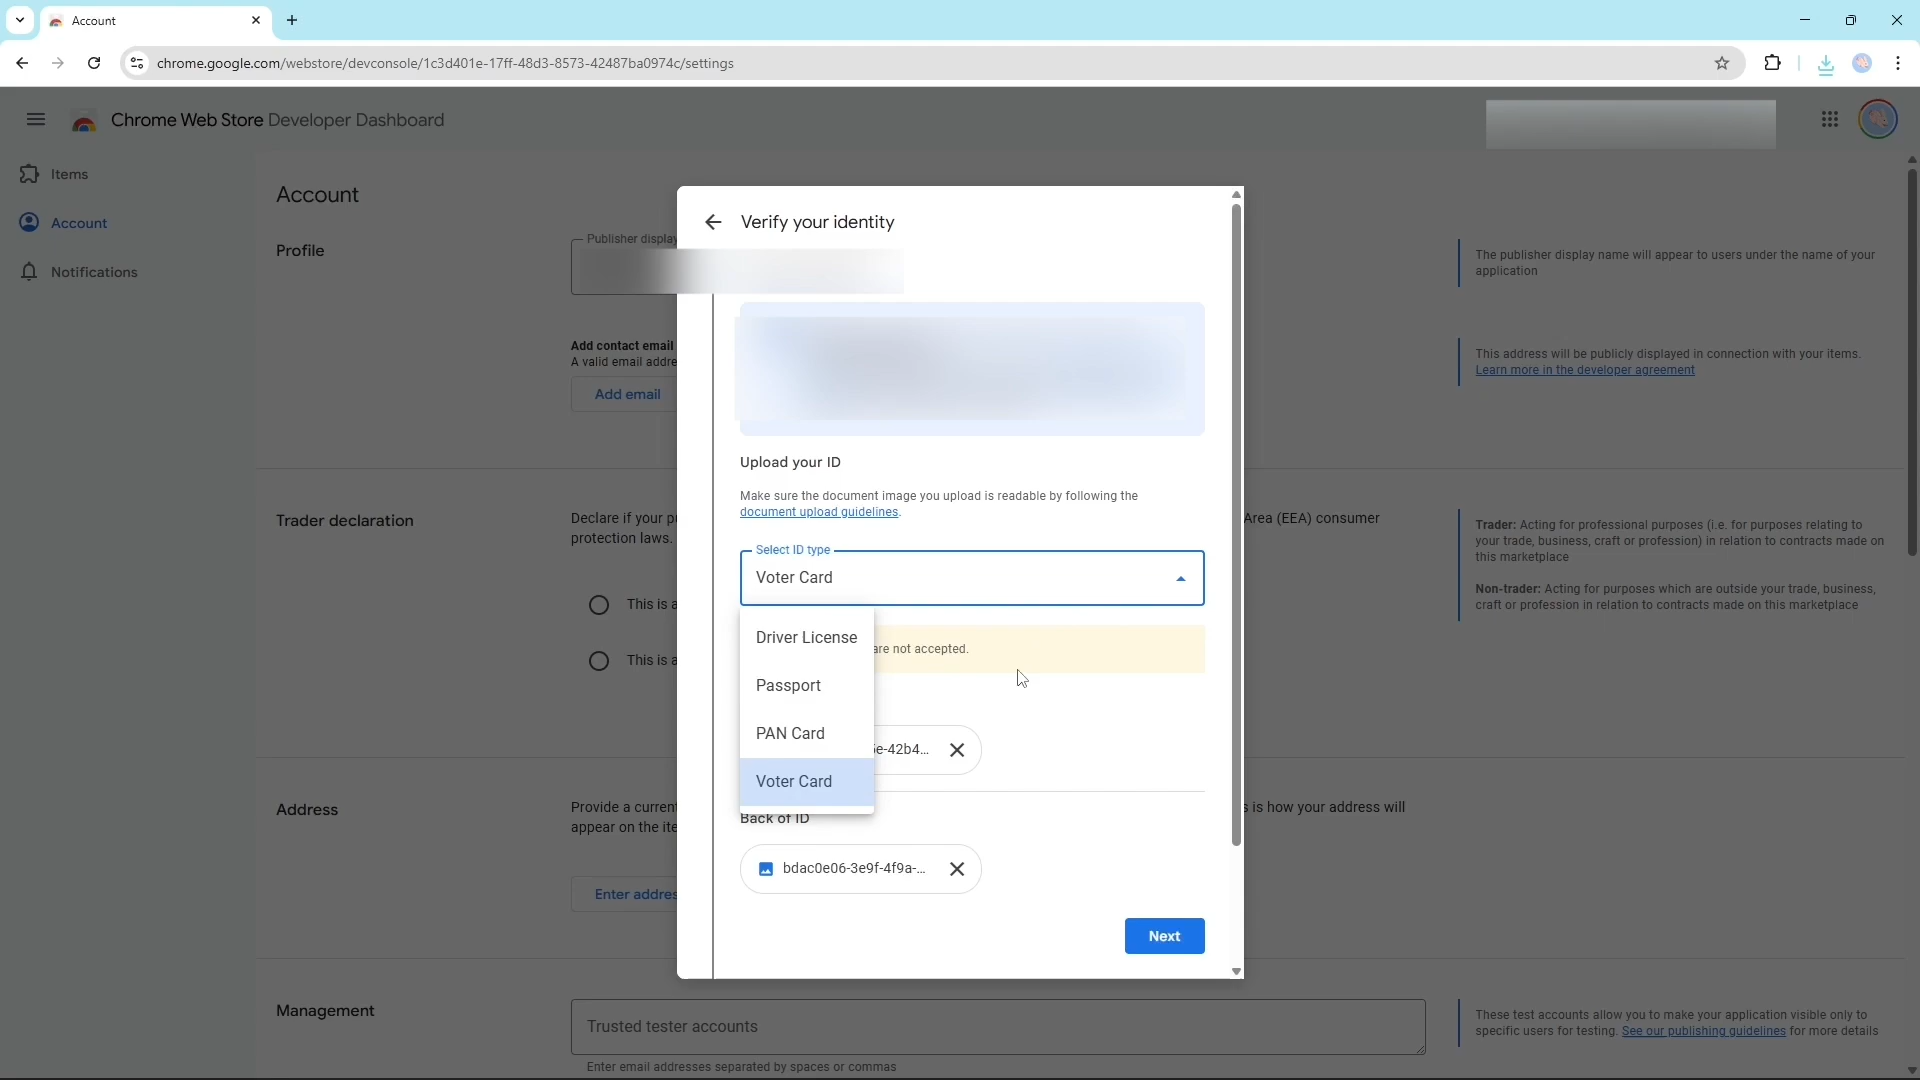 Account
chrome.google.com/webstore/devconsole/1c3d401e-17ff-48d3-8573-42487ba0974c/settings
Chrome Web Store Developer Dashboard
Items
Account
Notifications
Account
Profile
Publisher display
The publisher display name will appear to users under the name of your
application
Add contact email
A valid email addre
Add email
This address will be publicly displayed in connection with your items.
Learn more in the developer agreement
Trader declaration
Declare if your p
Area (EEA) consumer
protection laws.
This is a
This is a
Trader: Acting for professional purposes (i.e. for purposes relating to
your trade, business, craft or profession) in relation to contracts made on
this marketplace
Non-trader: Acting for purposes which are outside your trade, business,
craft or profession in relation to contracts made on this marketplace
Address
Provide a curren
s is how your address will
appear on the ite
Enter addres
Management
Trusted tester accounts
Enter email addresses separated by spaces or commas
These test accounts allow you to make your application visible only to
specific users for testing. See our publishing guidelines for more details
Verify your identity
Upload your ID
Make sure the document image you upload is readable by following the
document upload guidelines.
Select ID type
Voter Card
Driver License
Passport
PAN Card
Voter Card
are not accepted.
e-42b4...
Back of ID
bdac0e06-3e9f-4f9a-...
Next